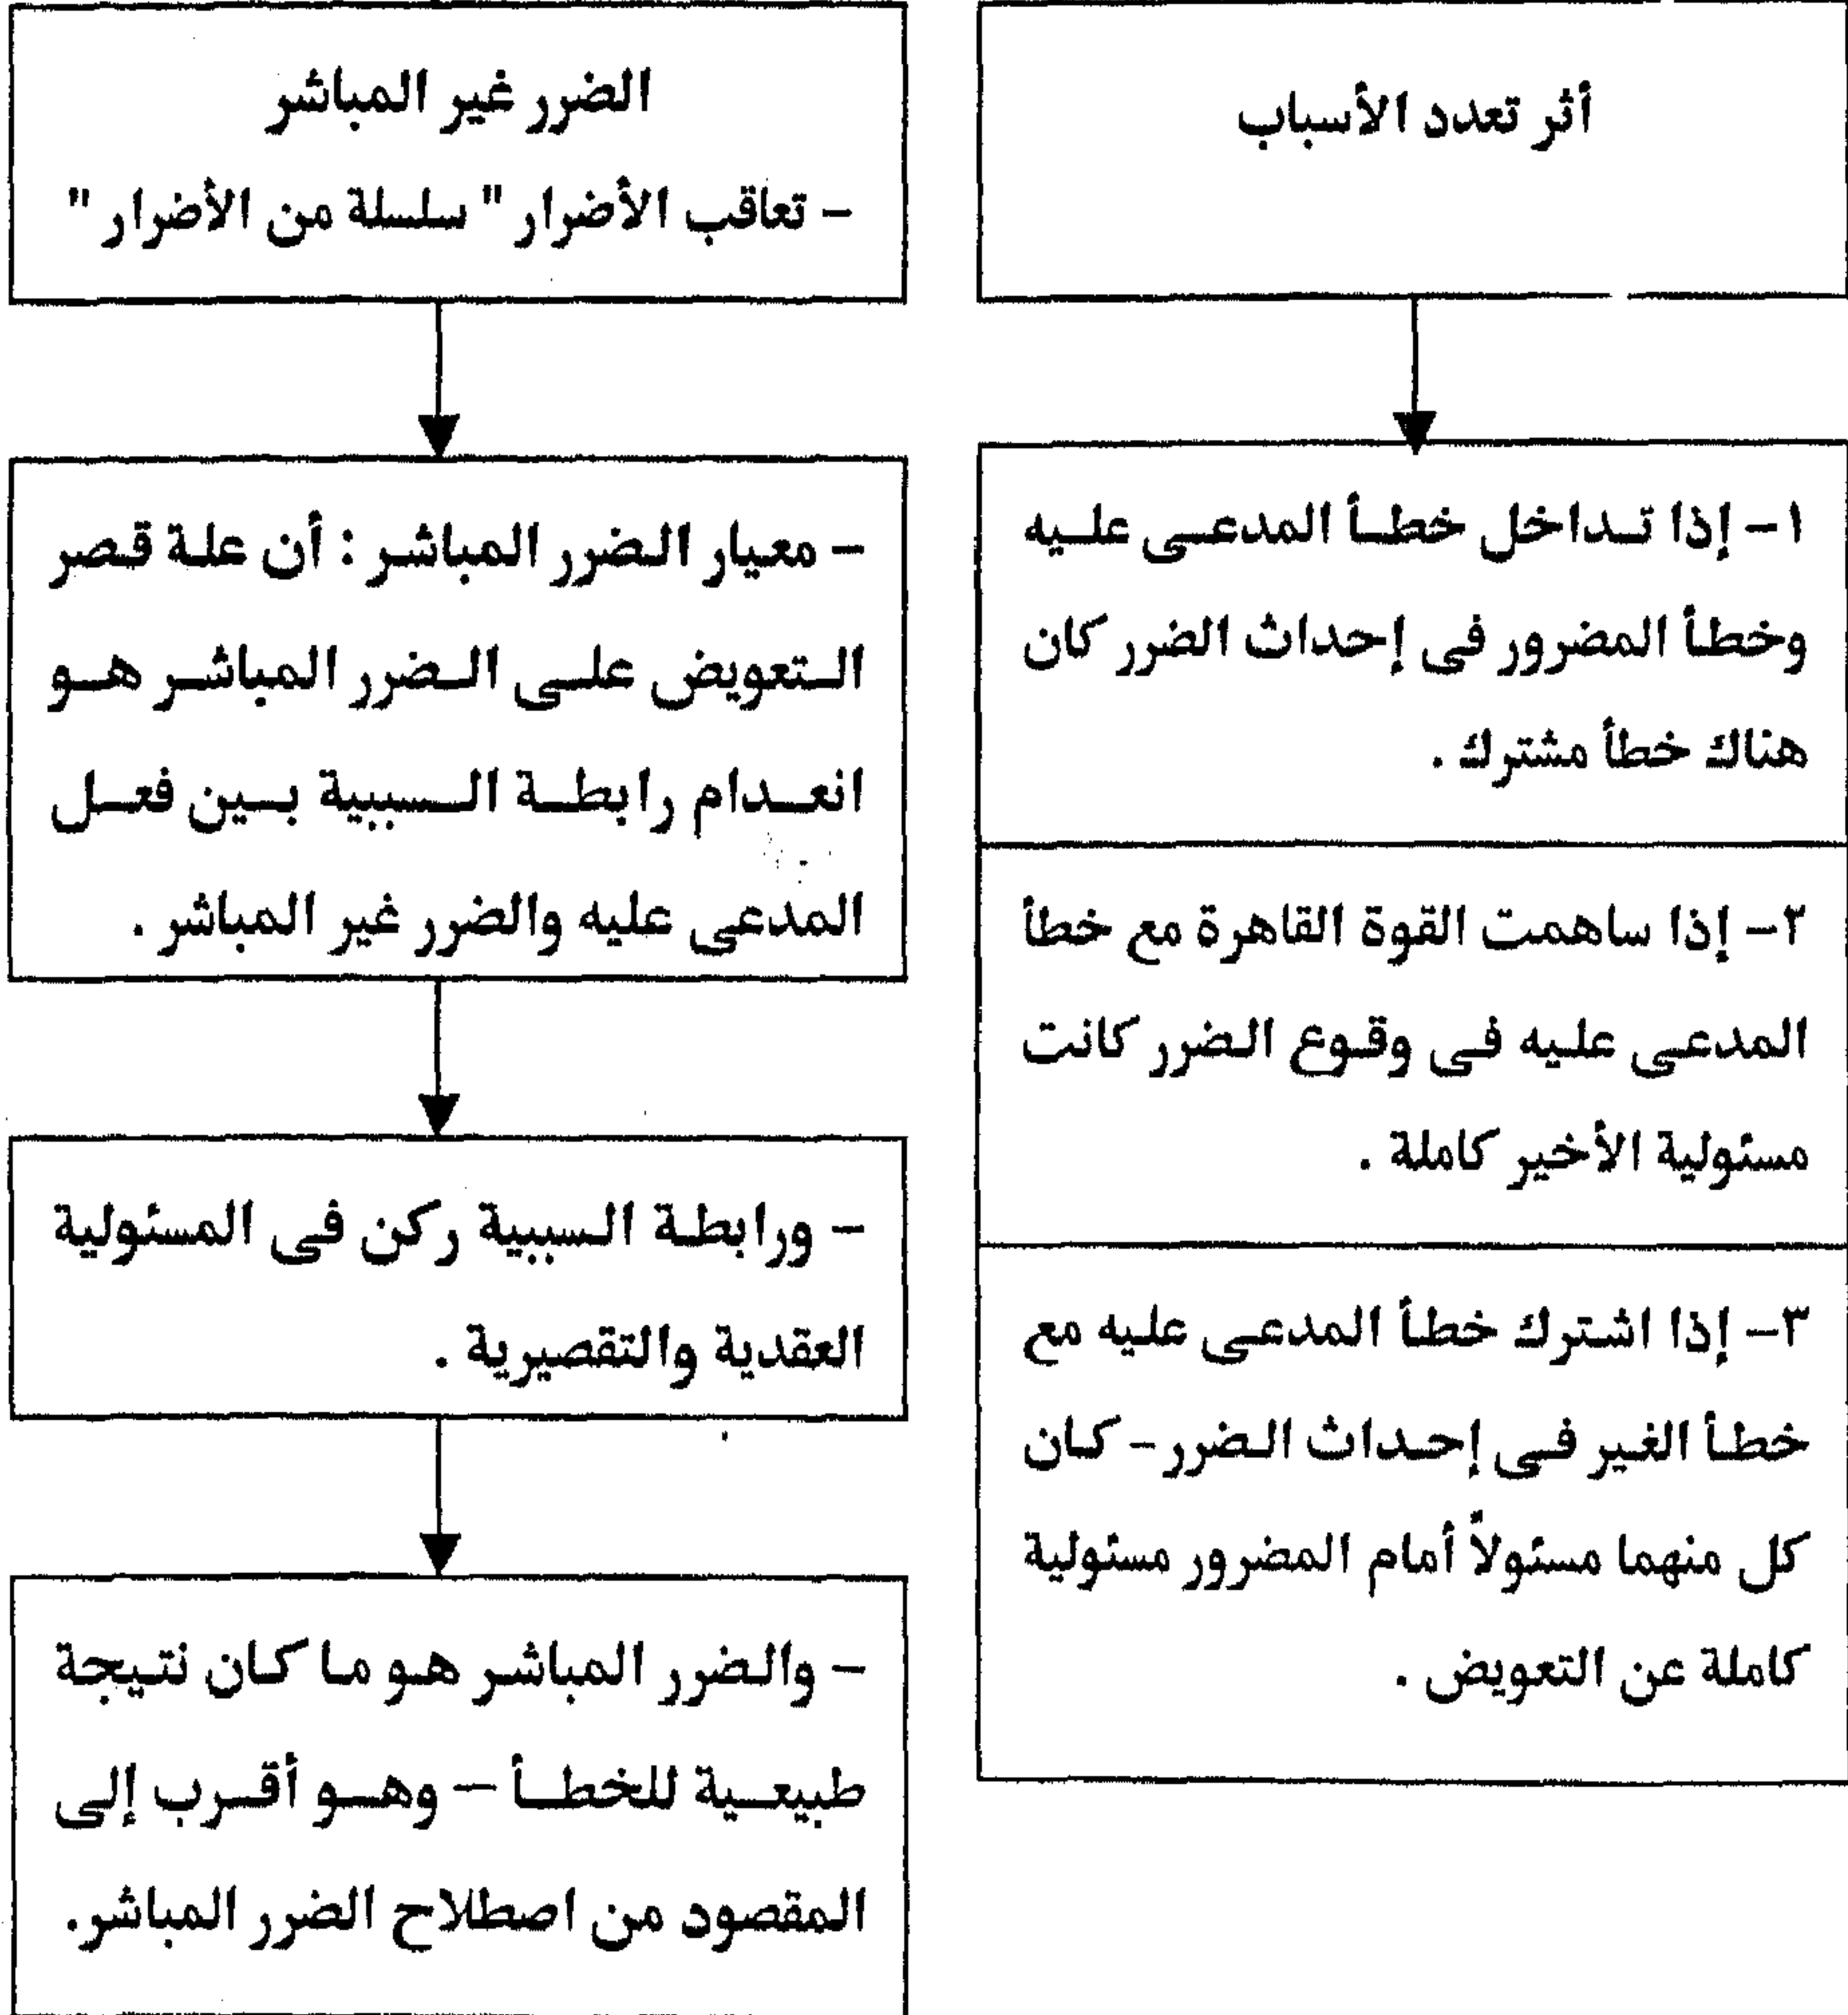 أثر تعدد الأسباب
١- إذا تداخل خطأ المدعى عليه
وخطأ المضرور فى إحداث الضرر كان
هناك خطأ مشترك .
٢- إذا ساهمت القوة القاهرة مع خطأ
المدعى عليه فى وقوع الضرر كانت
مسئولية الأخير كاملة .
٣- إذا اشترك خطأ المدعى عليه مع
خطأ الغير فى إحداث الضرر - كان
كل منهما مسئولاً أمام المضرور مسئولية
كاملة عن التعويض .
الضرر غير المباشر
- تعاقب الأضرار " سلسلة من الأضرار "
- معيار الضرر المباشر : أن علة قصر
التعويض على الضرر المباشر هو
انعدام رابطة السببية بين فعل
المدعى عليه والضرر غير المباشر .
- ورابطة السببية ركن فى المسئولية
العقدية والتقصيرية .
- والضرر المباشر هو ما كان نتيجة
طبيعية للخطأ - وهو أقرب إلى
المقصود من اصطلاح الضرر المباشر.